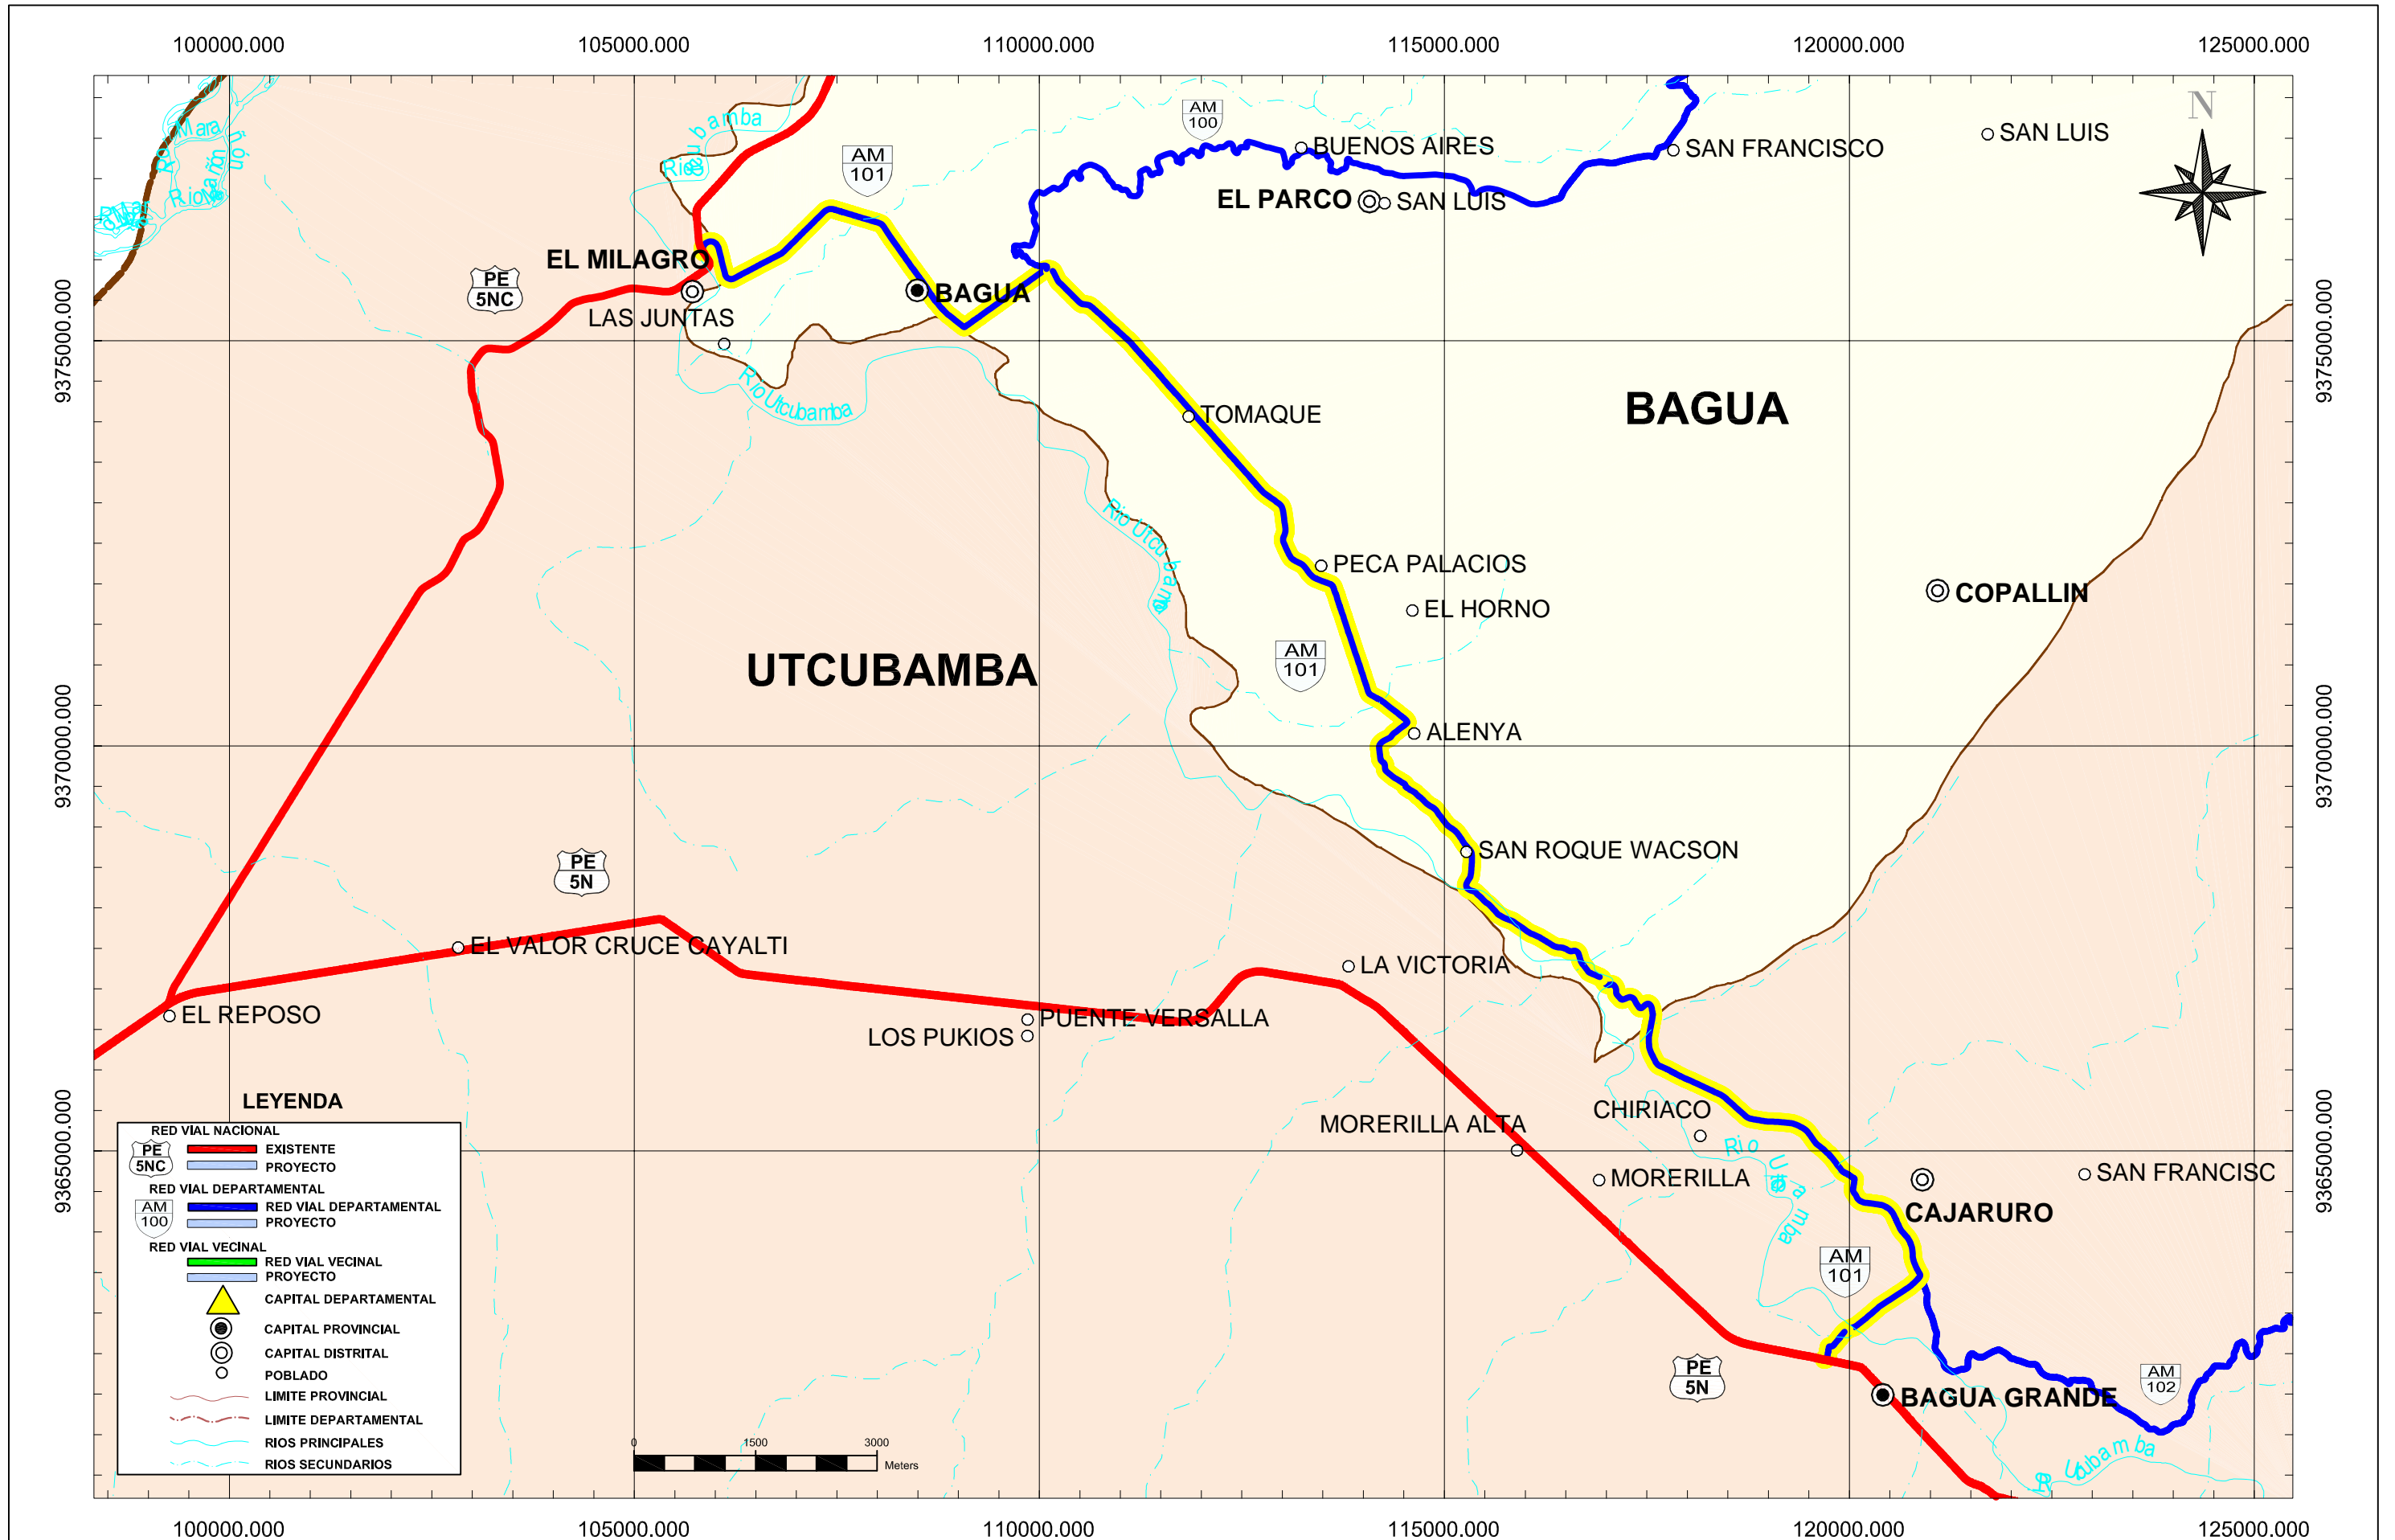 100000.000 105000.000 110000.000 115000.000 120000.000 125000.000
N
AM 100
BUENOS AIRES
SAN FRANCISCO
SAN LUIS
AM 101
EL PARCO
SAN LUIS
EL MILAGRO
PE 5NC
BAGUA
LAS JUNTAS
9375000.000
9375000.000
Rio Utcubamba
TOMAQUE
BAGUA
Rio Utcubamba
PECA PALACIOS
COPALLIN
EL HORNO
UTCUBAMBA
AM 101
ALENYA
9370000.000
9370000.000
SAN ROQUE WACSON
PE 5N
EL VALOR CRUCE CAYALTI
LA VICTORIA
EL REPOSO
PUENTE VERSALLA
LOS PUKIOS
CHIRIACO
MORERILLA ALTA
9365000.000
9365000.000
Rio
MORERILLA
SAN FRANCISC
CAJARURO
AM 101
PE 5N
AM 102
BAGUA GRANDE
LEYENDA
RED VIAL NACIONAL
PE 5NC
EXISTENTE
PROYECTO
RED VIAL DEPARTAMENTAL
AM 100
RED VIAL DEPARTAMENTAL
PROYECTO
RED VIAL VECINAL
RED VIAL VECINAL
PROYECTO
CAPITAL DEPARTAMENTAL
CAPITAL PROVINCIAL
CAPITAL DISTRITAL
POBLADO
LIMITE PROVINCIAL
LIMITE DEPARTAMENTAL
RIOS PRINCIPALES
RIOS SECUNDARIOS
0 1500 3000
Meters
100000.000 105000.000 110000.000 115000.000 120000.000 125000.000